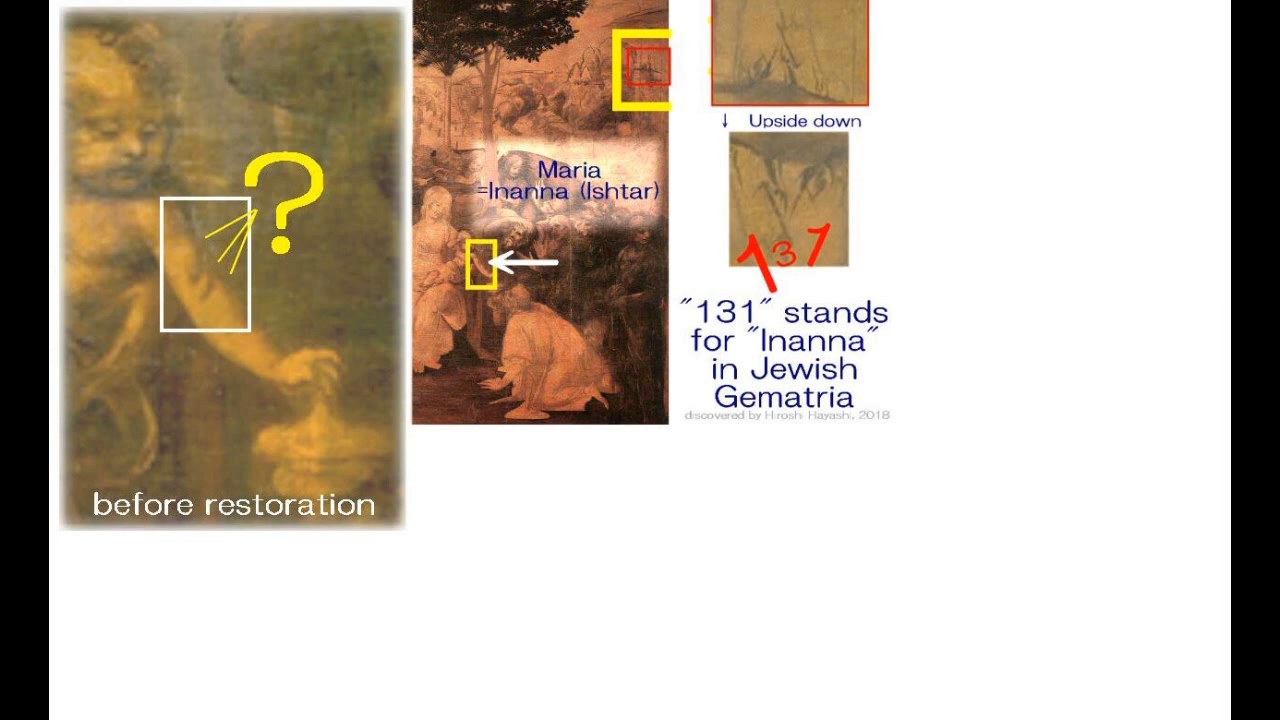 ?
before restoration
Maria
=Inanna (Ishtar)
↓ Upside down
131
"131" stands
for "Inanna"
in Jewish
Gematria
discovered by Hiroshi Hayashi, 2018